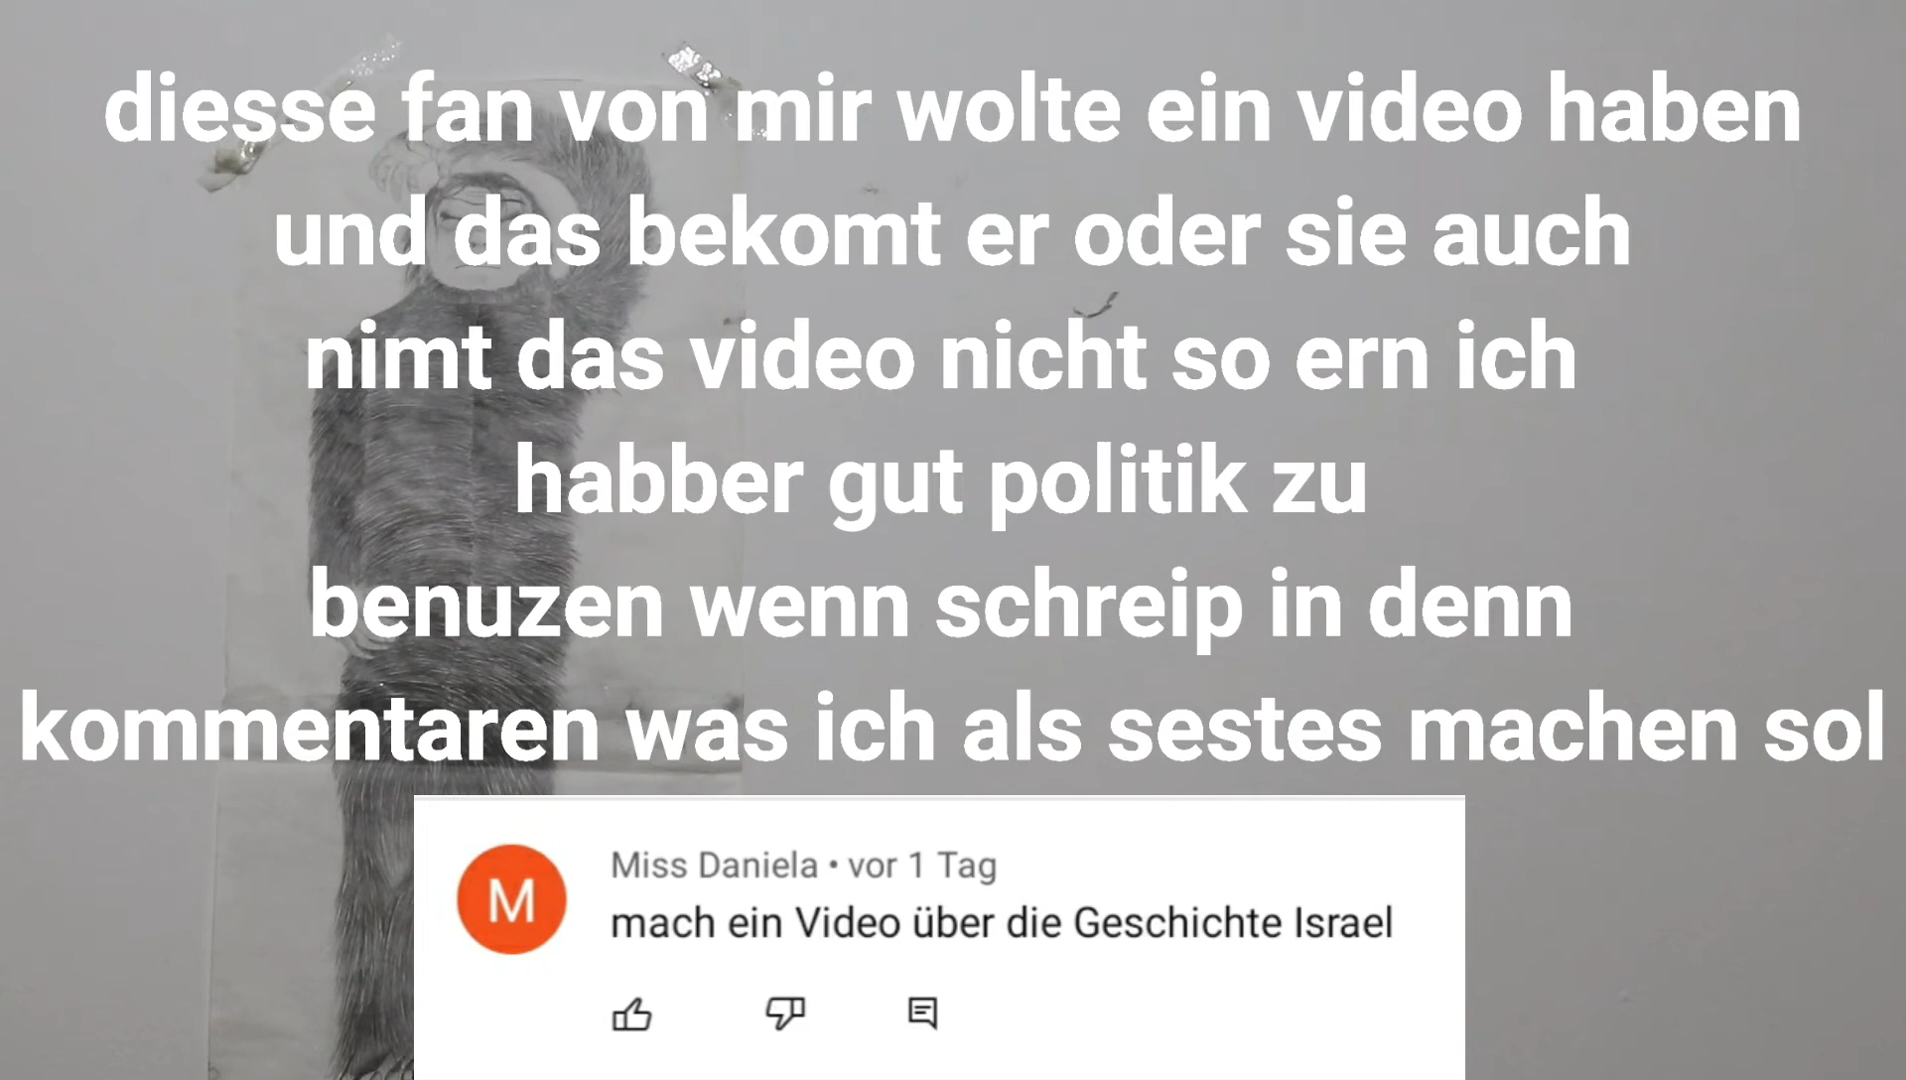 diesse fan von mir wolte ein video haben
und das bekomt er oder sie auch
nimt das video nicht so ern ich
habber gut politik zu
benuzen wenn schreip in denn
kommentaren was ich als sestes machen sol
M
Miss Daniela • vor 1 Tag
mach ein Video über die Geschichte Israel